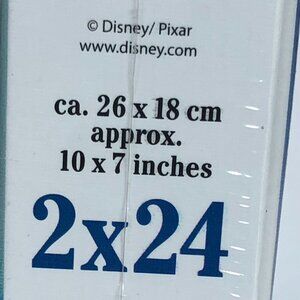 © Disney/ Pixar
www.disney.com
ca. 26 x 18 cm
approx.
10 x 7 inches
2x24